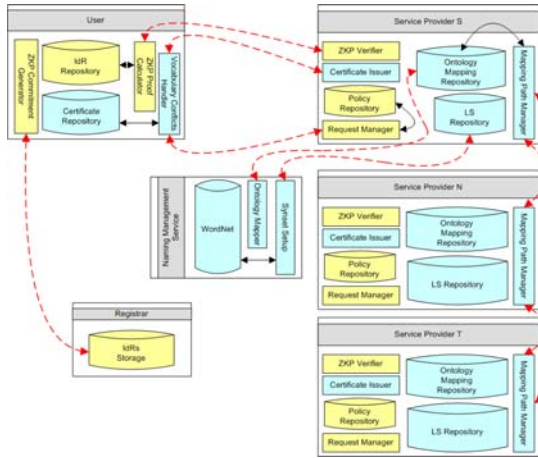 User
ZKP Commitment
Generator
IdR
Repository
Certificate
Repository
ZKP Proof
Calculator
Vocabulary Conflicts
Handler
Service Provider S
ZKP Verifier
Certificate Issuer
Policy
Repository
Request Manager
Ontology
Mapping
Repository
LS
Repository
Mapping Path Manager
Naming Management
Service
WordNet
Ontology Mapper
Synset Setup
Service Provider N
ZKP Verifier
Certificate Issuer
Policy
Repository
Request Manager
Ontology
Mapping
Repository
LS Repository
Mapping Path Manager
Registrar
IdRs
Storage
Service Provider T
ZKP Verifier
Certificate Issuer
Policy
Repository
Request Manager
Ontology
Mapping
Repository
LS Repository
Mapping Path
Manager